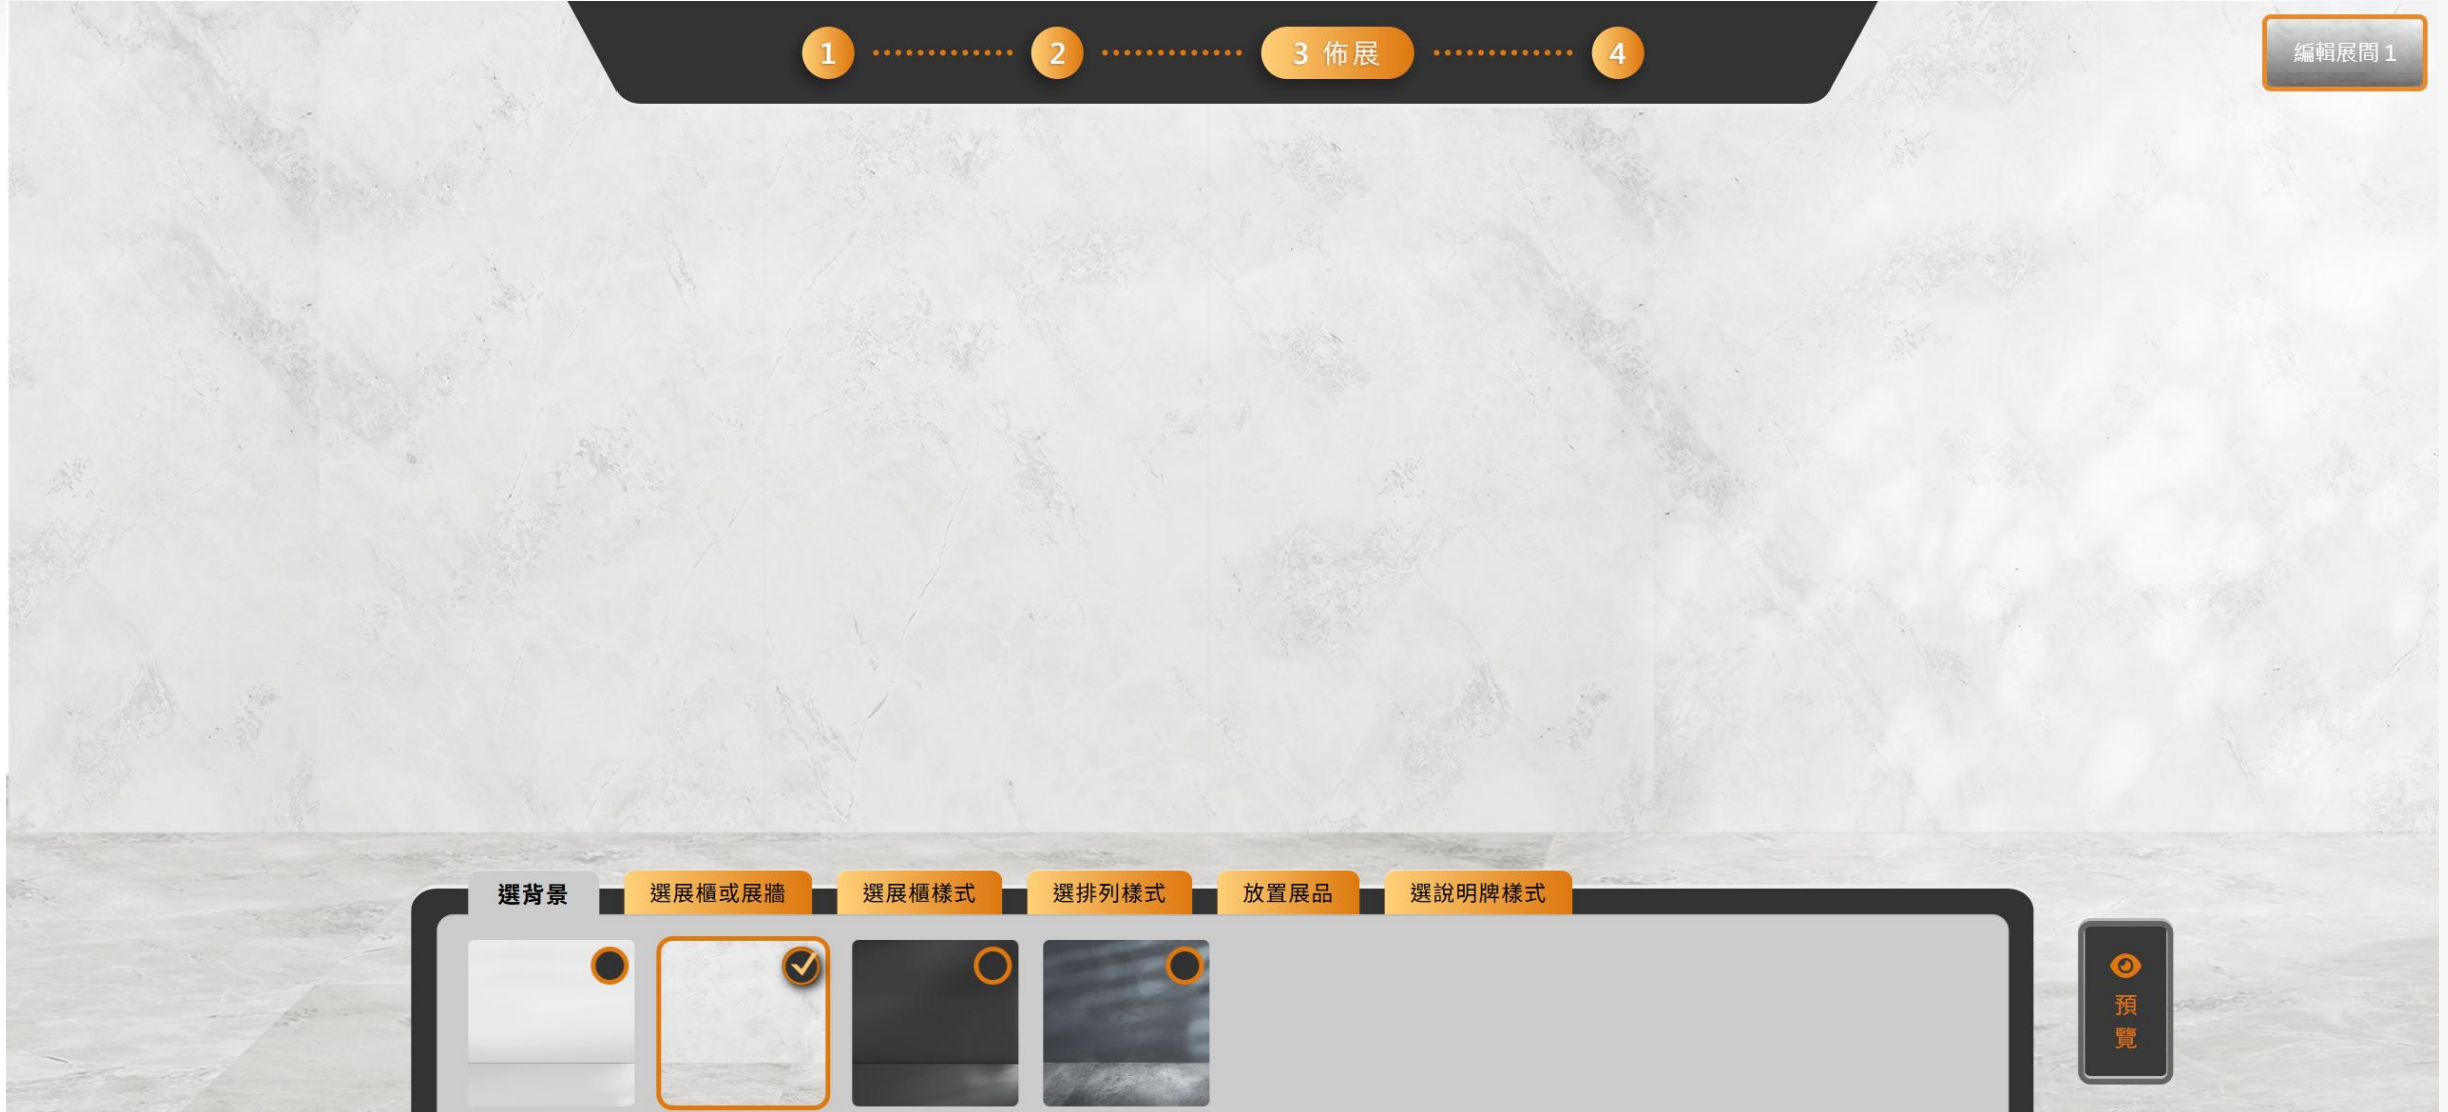 1
2
3 佈展
4
編輯展間 1
選背景
選展櫃或展牆
選展櫃樣式
選排列樣式
放置展品
選說明牌樣式
預
覽